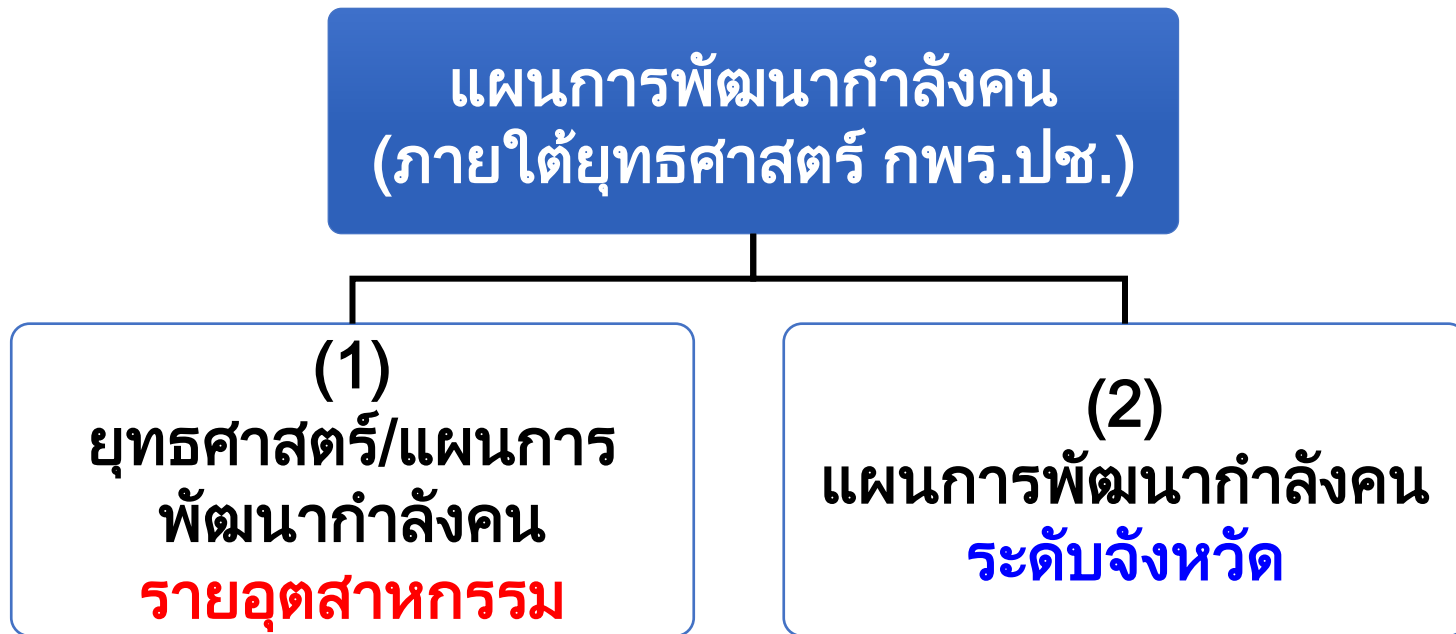 แผนการพัฒนากำลังคน
(ภายใต้ยุทธศาสตร์ กพร.ปช.)
(1)
ยุทธศาสตร์/แผนการ
พัฒนากำลังคน
รายอุตสาหกรรม
(2)
แผนการพัฒนากำลังคน
ระดับจังหวัด